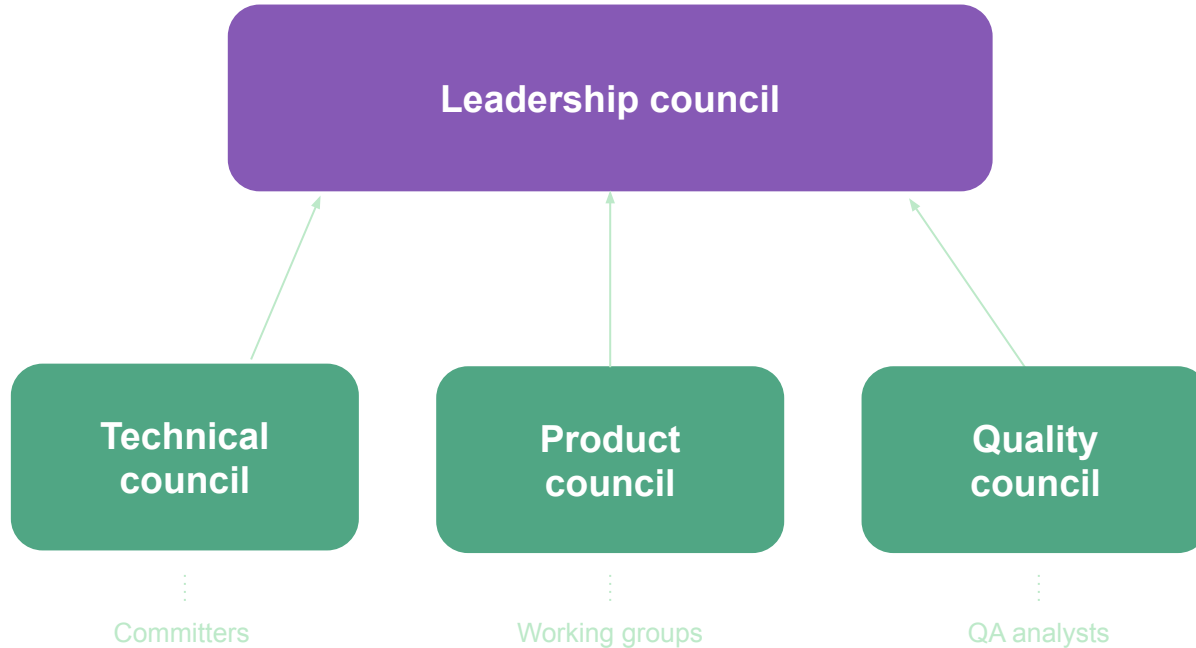 Leadership council
Technical
council
Product
council
Quality
council
Committers
Working groups
QA analysts